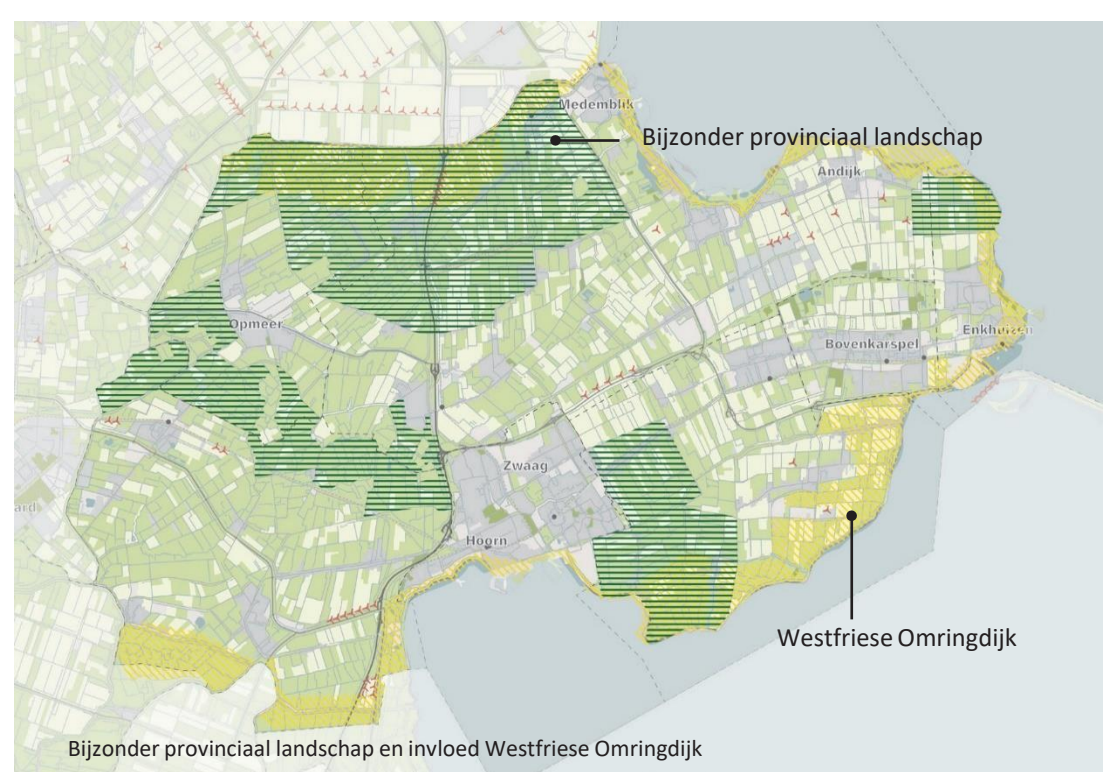 Medemblik
Bijzonder provinciaal landschap
Andijk
Opmeer
Enkhuizen
Bovenkarspel
Zwaag
ard
Hoorn
Westfriese Omringdijk
Bijzonder provinciaal landschap en invloed Westfriese Omringdijk